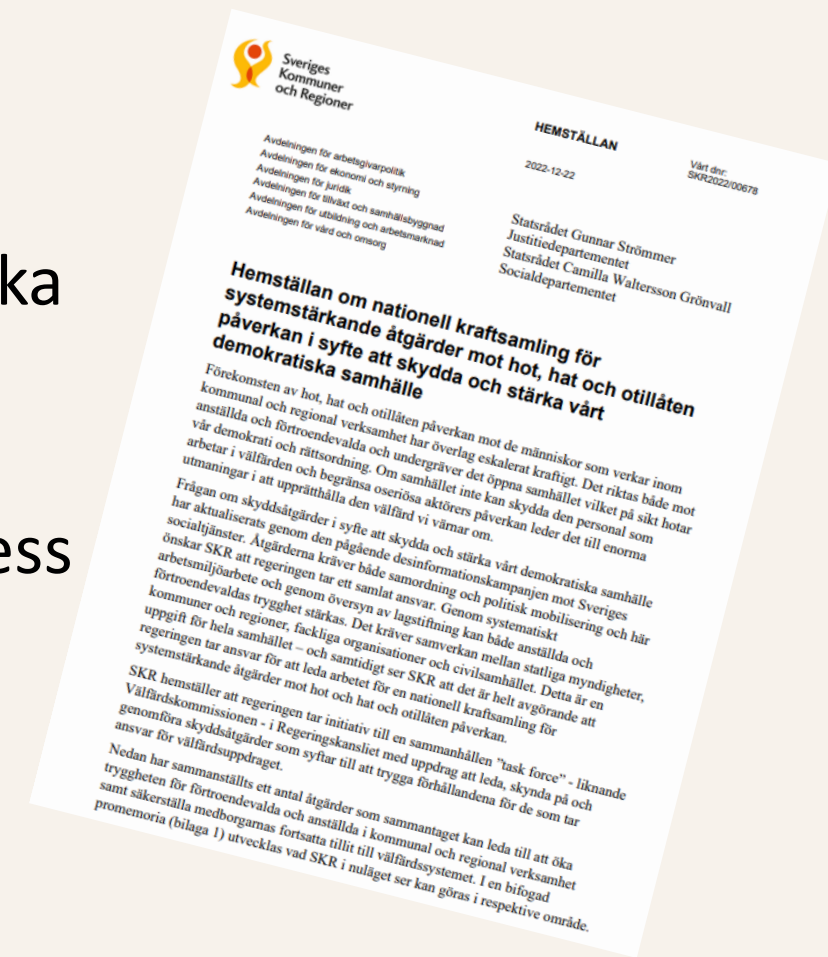 ka
ess
Sveriges
Kommuner
och Regioner
HEMSTÄLLAN
2022-12-22
Vårt dnr:
SKR2022/00678
Avdelningen för arbetsgivarpolitik
Avdelningen för ekonomi och styrning
Avdelningen för juridik
Avdelningen för tillväxt och samhällsbyggnad
Avdelningen för utbildning och arbetsmarknad
Avdelningen för vård och omsorg
Statsrådet Gunnar Strömmer
Justitiedepartementet
Statsrådet Camilla Waltersson Grönvall
Socialdepartementet
Hemställan om nationell kraftsamling för
systemstärkande åtgärder mot hot, hat och otillåten
påverkan i syfte att skydda och stärka vårt
demokratiska samhälle
Förekomsten av hot, hat och otillåten påverkan mot de människor som verkar inom
kommunal och regional verksamhet har överlag eskalerat kraftigt. Det riktas både mot
anställda och förtroendevalda och undergräver det öppna samhället vilket på sikt hotar
vår demokrati och rättsordning. Om samhället inte kan skydda den personal som
arbetar i välfärden och begränsa oseriösa aktörers påverkan leder det till enorma
utmaningar i att upprätthålla den välfärd vi värnar om.
Frågan om skyddsåtgärder i syfte att skydda och stärka vårt demokratiska samhälle
har aktualiserats genom den pågående desinformationskampanjen mot Sveriges
socialtjänster. Åtgärderna kräver både samordning och politisk mobilisering och här
önskar SKR att regeringen tar ett samlat ansvar. Genom systematiskt
arbetsmiljöarbete och genom översyn av lagstiftning kan både anställda och
förtroendevaldas trygghet stärkas. Det kräver samverkan mellan statliga myndigheter,
kommuner och regioner, fackliga organisationer och civilsamhället. Detta är en
uppgift för hela samhället – och samtidigt ser SKR att det är helt avgörande att
regeringen tar ansvar för att leda arbetet för en nationell kraftsamling för
systemstärkande åtgärder mot hot och hat och otillåten påverkan.
SKR hemställer att regeringen tar initiativ till en sammanhållen "task force" - liknande
Välfärdskommissionen - i Regeringskansliet med uppdrag att leda, skynda på och
genomföra skyddsåtgärder som syftar till att trygga förhållandena för de som tar
ansvar för välfärdsuppdraget.
Nedan har sammanställts ett antal åtgärder som sammantaget kan leda till att öka
tryggheten för förtroendevalda och anställda i kommunal och regional verksamhet
samt säkerställa medborgarnas fortsatta tillit till välfärdssystemet. I en bifogad
promemoria (bilaga 1) utvecklas vad SKR i nuläget ser kan göras i respektive område.